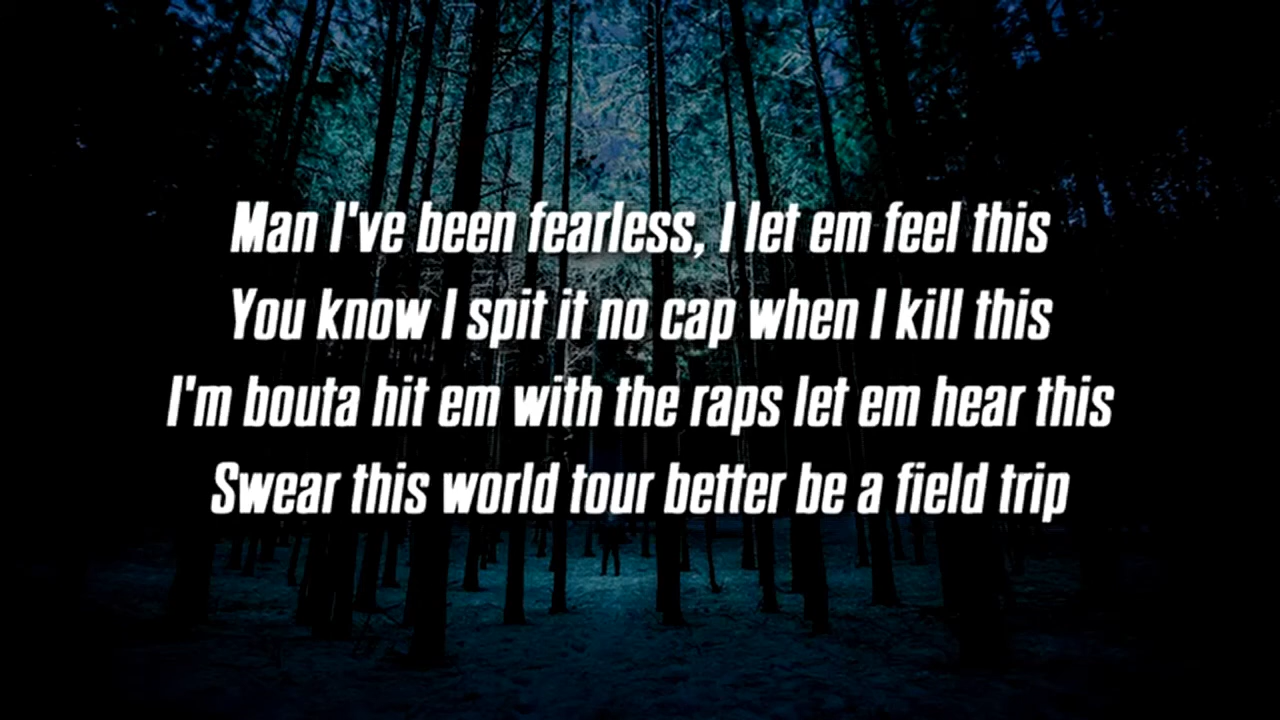 Man I've been fearless, I let em feel this
You know I spit it no cap when I kill this
I'm bouta hit em with the raps let em hear this
Swear this world tour better be a field trip